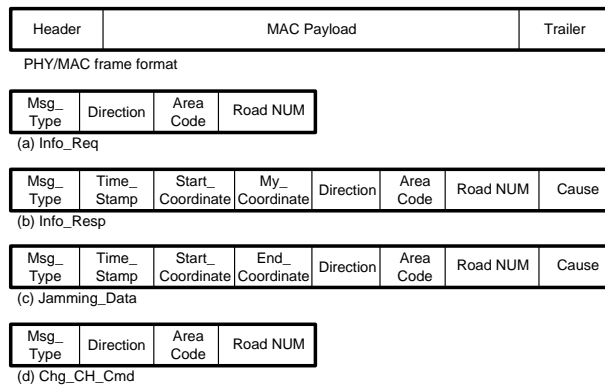 Header MAC Payload Trailer
PHY/MAC frame format
Msg_ Type Direction Area Code Road NUM
(a) Info_Req
Msg_ Type Time_ Stamp Start_ Coordinate My_ Coordinate Direction Area Code Road NUM Cause
(b) Info_Resp
Msg_ Type Time_ Stamp Start_ Coordinate End_ Coordinate Direction Area Code Road NUM Cause
(c) Jamming_Data
Msg_ Type Direction Area Code Road NUM
(d) Chg_CH_Cmd